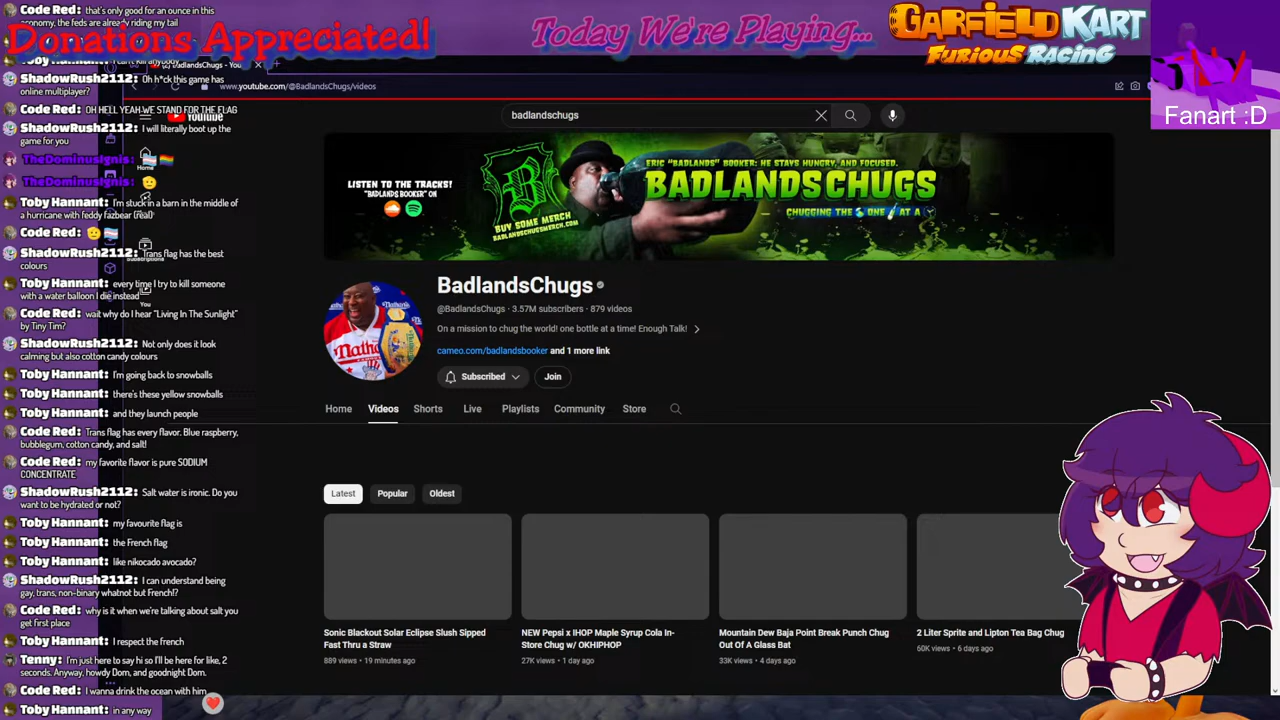 Code Red: that's only good for an ounce in this
economy, the feds are already riding my tail
Donations Appreciated!
Today We're Playing...
GARFIELD KART
FURIOUS RACING
Fanart :D
BadlandsChugs - You
www.youtube.com/@BadlandsChugs/videos
ShadowRush2112: Oh h*ck this game has
online multiplayer?
Code Red: OH HELL YEAH WE STAND FOR THE FLAG
ShadowRush2112: I will literally boot up the
game for you
TheDominusIgnis:
TheDominusIgnis:
Toby Hannant: I'm stuck in a barn in the middle of
a hurricane with feddy fazbear (real)
Code Red:
ShadowRush2112: Trans flag has the best
colours
Toby Hannant: every time I try to kill someone
with a water balloon I die instead
Code Red: wait why do I hear "Living In The Sunlight"
by Tiny Tim?
ShadowRush2112: Not only does it look
calming but also cotton candy colours
Toby Hannant: I'm going back to snowballs
Toby Hannant: there's these yellow snowballs
Toby Hannant: and they launch people
Code Red: Trans flag has every flavor. Blue raspberry,
bubblegum, cotton candy, and salt!
Code Red: my favorite flavor is pure SODIUM
CONCENTRATE
ShadowRush2112: Salt water is ironic. Do you
want to be hydrated or not?
Toby Hannant: my favourite flag is
Toby Hannant: the French flag
Toby Hannant: like nikocado avocado?
ShadowRush2112: I can understand being
gay, trans, non-binary whatnot but French!?
Code Red: why is it when we're talking about salt you
get first place
Toby Hannant: I respect the french
Tenny: I'm just here to say hi so I'll be here for like, 2
seconds. Anyway, howdy Dom, and goodnight Dom.
Code Red: I wanna drink the ocean with him
Toby Hannant: in any way
YouTube
Home
Subscriptions
You
badlandschugs
LISTEN TO THE TRACKS!
"BADLANDS BOOKER" ON
B
BUY SOME MERCH
BADLANDSCHUGSMERCH.COM
ERIC "BADLANDS" BOOKER: HE STAYS HUNGRY, AND FOCUSED.
BADLANDS CHUGS
CHUGGING THE ONE AT A
Nathan
BadlandsChugs
@BadlandsChugs · 3.57M subscribers · 879 videos
On a mission to chug the world! one bottle at a time! Enough Talk!
cameo.com/badlandsbooker and 1 more link
Subscribed
Join
Home Videos Shorts Live Playlists Community Store
Latest Popular Oldest
Sonic Blackout Solar Eclipse Slush Sipped
Fast Thru a Straw
889 views • 19 minutes ago
NEW Pepsi x IHOP Maple Syrup Cola In-
Store Chug w/ OKHIPHOP
27K views • 1 day ago
Mountain Dew Baja Point Break Punch Chug
Out Of A Glass Bat
33K views • 4 days ago
2 Liter Sprite and Lipton Tea Bag Chug
60K views • 6 days ago